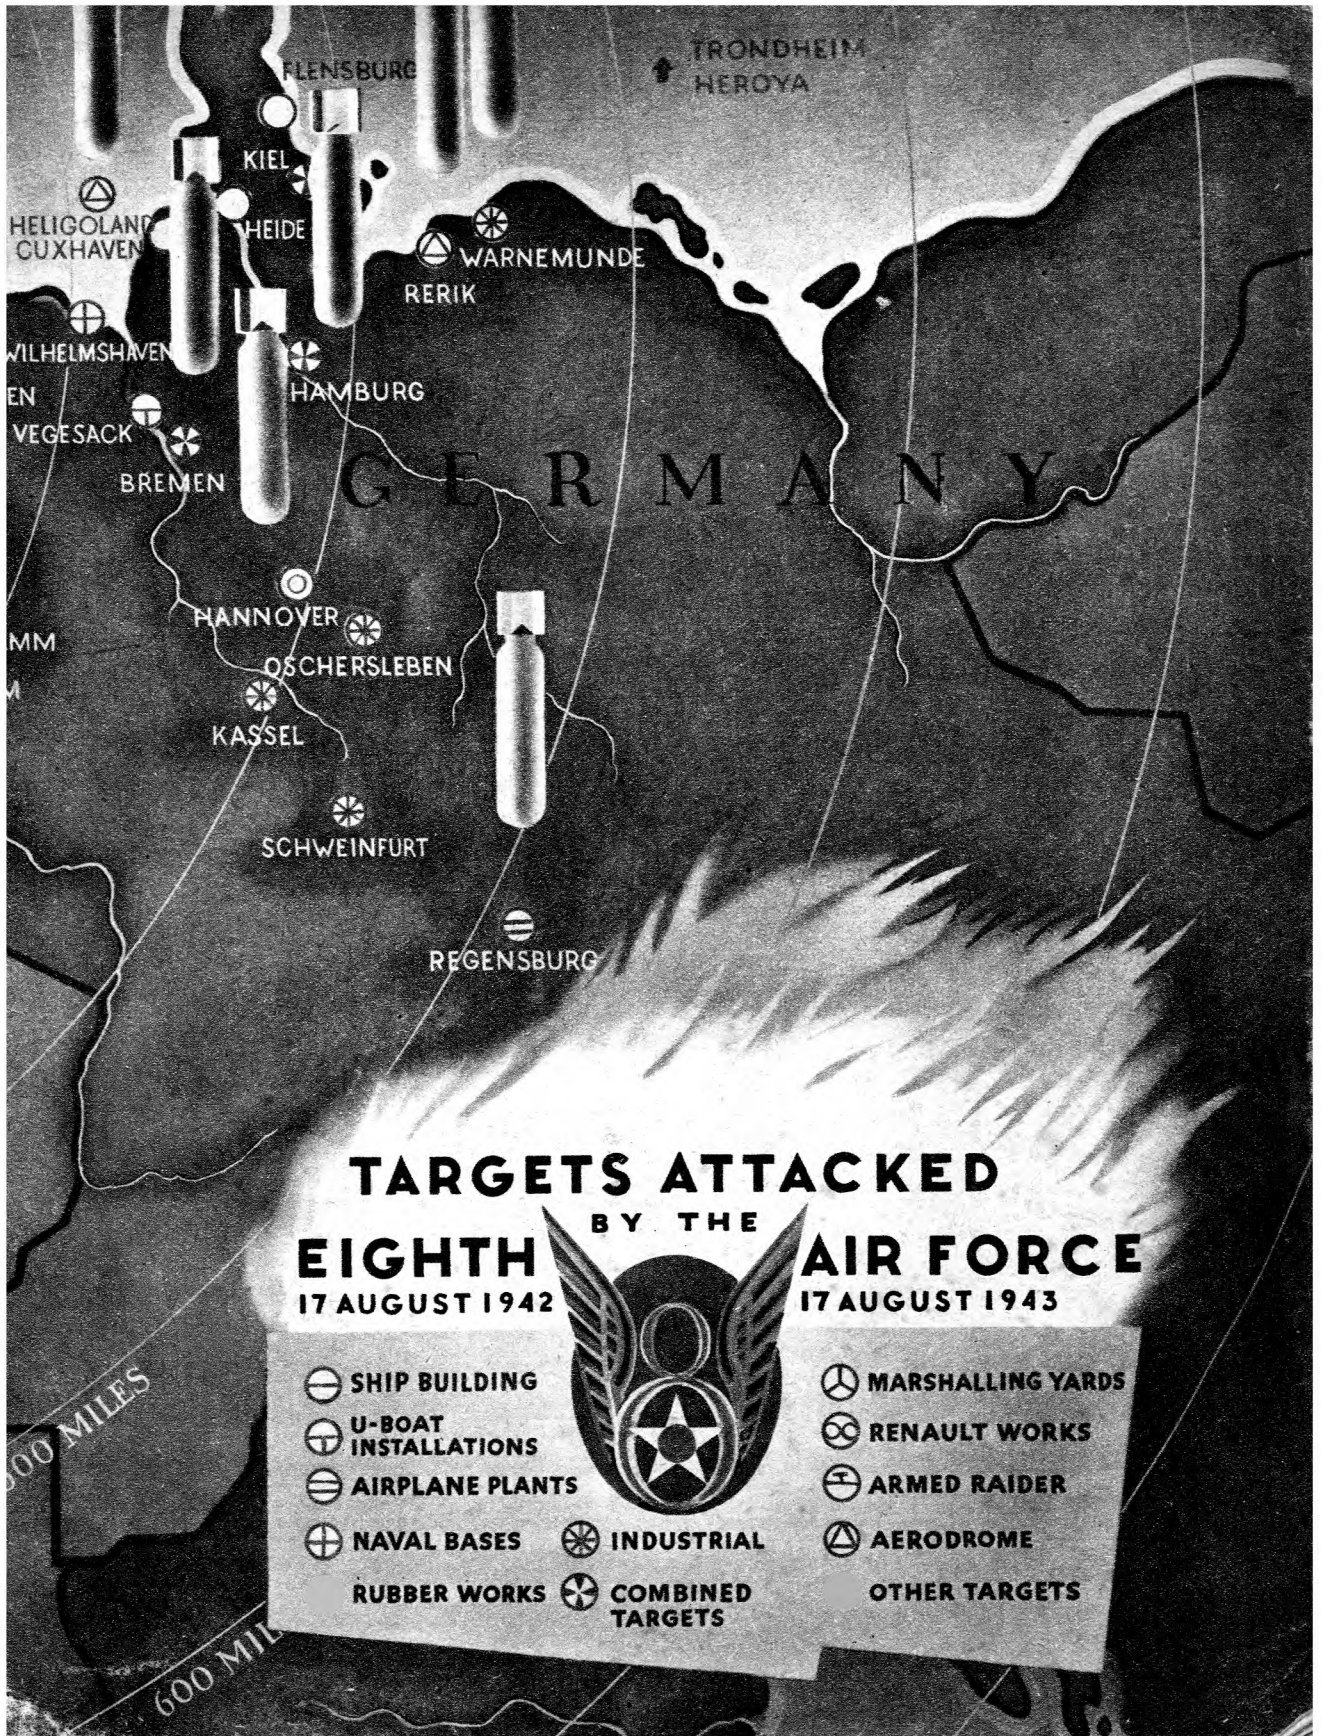 TRONDHEIM
HEROYA
FLENSBURG
KIEL
HELIGOLAND
HEIDE
CUXHAVEN
WARNEMUNDE
RERIK
WILHELMSHAVEN
EN
HAMBURG
VEGESACK
BREMEN
GERMANY
HANNOVER
MM
OSCHERSLEBEN
M
KASSEL
SCHWEINFURT
REGENSBURG
TARGETS ATTACKED
BY THE
EIGHTH AIR FORCE
17 AUGUST 1942 17 AUGUST 1943
8
SHIP BUILDING
U-BOAT
INSTALLATIONS
AIRPLANE PLANTS
NAVAL BASES
RUBBER WORKS
INDUSTRIAL
COMBINED
TARGETS
MARSHALLING YARDS
RENAULT WORKS
ARMED RAIDER
AERODROME
OTHER TARGETS
00 MILES
600 MIL